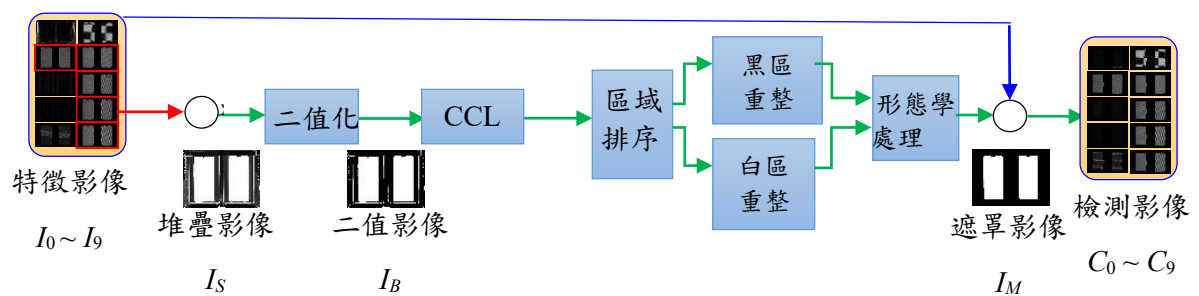 特徵影像
I0 ~ I9
堆疊影像
IS
二值化
二值影像
IB
CCL
區域
排序
黑區
重整
白區
重整
形態學
處理
遮罩影像
IM
檢測影像
C0 ~ C9